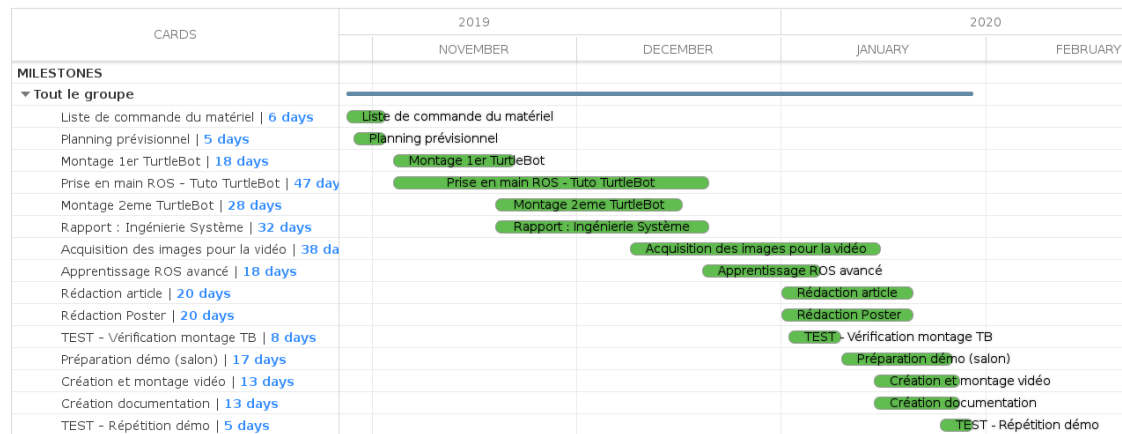 CARDS
2019
2020
NOVEMBER
DECEMBER
JANUARY
FEBRUARY
MILESTONES
Tout le groupe
Liste de commande du matériel | 6 days
Liste de commande du matériel
Planning prévisionnel | 5 days
Planning prévisionnel
Montage 1er TurtleBot | 18 days
Montage 1er TurtleBot
Prise en main ROS - Tuto TurtleBot | 47 day
Prise en main ROS - Tuto TurtleBot
Montage 2eme TurtleBot | 28 days
Montage 2eme TurtleBot
Rapport : Ingénierie Système | 32 days
Rapport : Ingénierie Système
Acquisition des images pour la vidéo | 38 da
Acquisition des images pour la vidéo
Apprentissage ROS avancé | 18 days
Apprentissage ROS avancé
Rédaction article | 20 days
Rédaction article
Rédaction Poster | 20 days
Rédaction Poster
TEST - Vérification montage TB | 8 days
TEST - Vérification montage TB
Préparation démo (salon) | 17 days
Préparation démo (salon)
Création et montage vidéo | 13 days
Création et montage vidéo
Création documentation | 13 days
Création documentation
TEST - Répétition démo | 5 days
TEST - Répétition démo